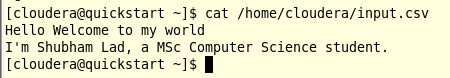 [cloudera@quickstart ~]$ cat /home/cloudera/input.csv
Hello Welcome to my world
I'm Shubham Lad, a MSc Computer Science student.
[cloudera@quickstart ~]$